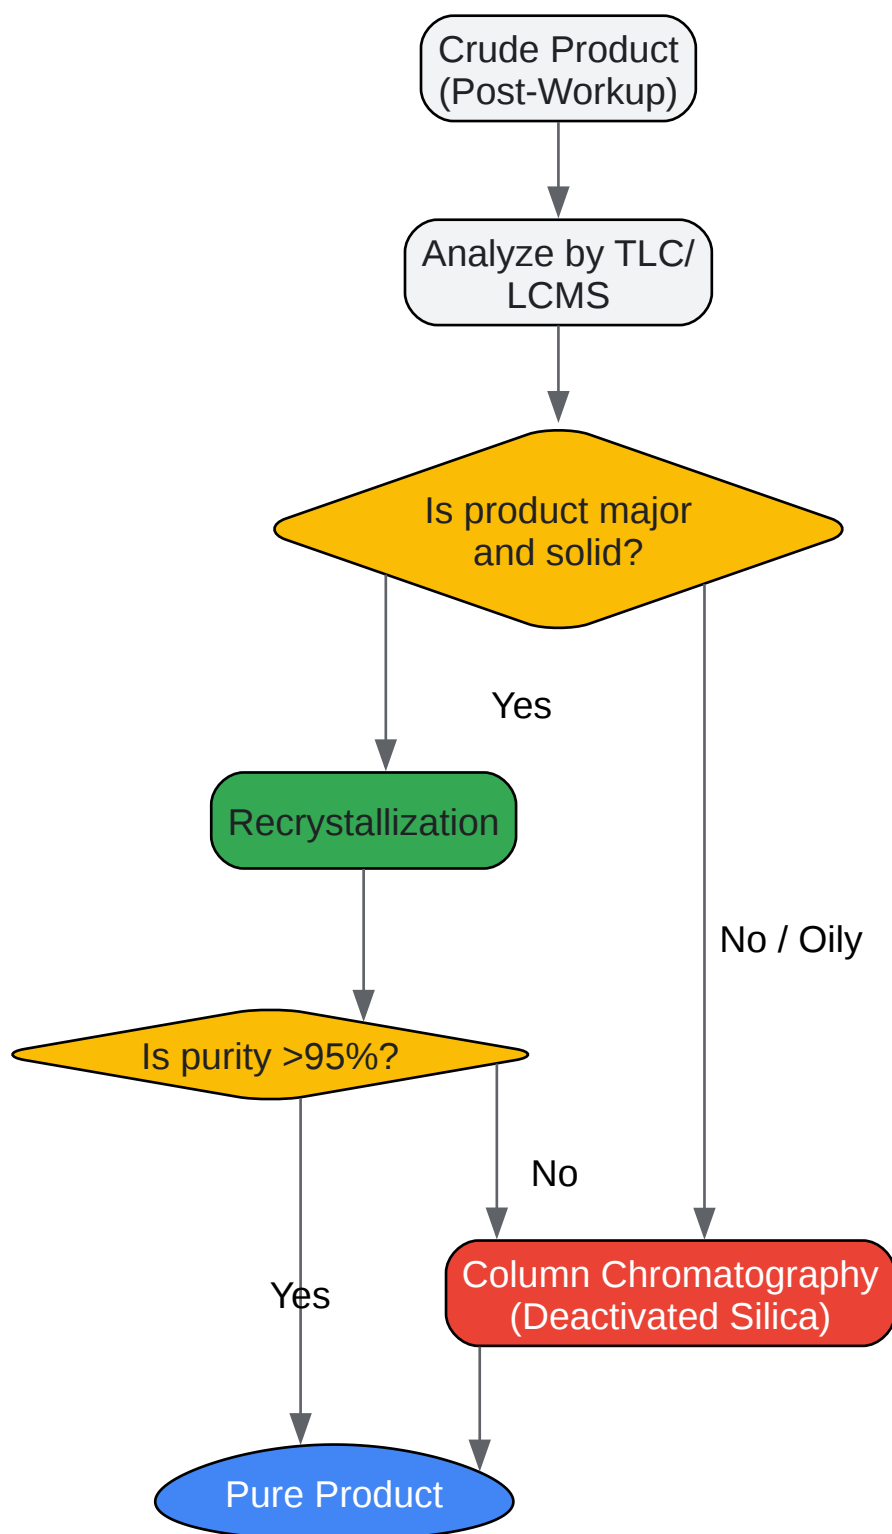 Crude Product
(Post-Workup)
Analyze by TLC/
LCMS
Is product major
and solid?
Yes
Recrystallization
No / Oily
Is purity >95%?
No
Column Chromatography
(Deactivated Silica)
Yes
Pure Product